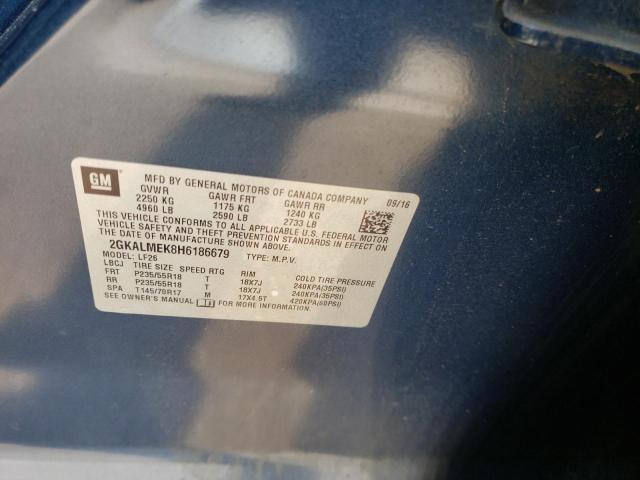 GM
MFD BY GENERAL MOTORS OF CANADA COMPANY 09/16
GVWR GAWR FRT GAWR RR
2250 KG 1175 KG 1240 KG
4960 LB 2590 LB 2733 LB
THIS VEHICLE CONFORMS TO ALL APPLICABLE U.S. FEDERAL MOTOR
VEHICLE SAFETY, BUMPER, AND THEFT PREVENTION STANDARDS IN EFFECT ON
THE DATE OF MANUFACTURE SHOWN ABOVE.
2GKALMEK8H6186679 TYPE: M.P.V.
MODEL: LF26
LBCJ TIRE SIZE SPEED RTG RIM COLD TIRE PRESSURE
FRT P235/55R18 T 18X7J 240KPA(35PSI)
RR P235/55R18 T 18X7J 240KPA(35PSI)
SPA T145/70R17 M 17X4.5T 420KPA(60PSI)
SEE OWNER'S MANUAL FOR MORE INFORMATION.